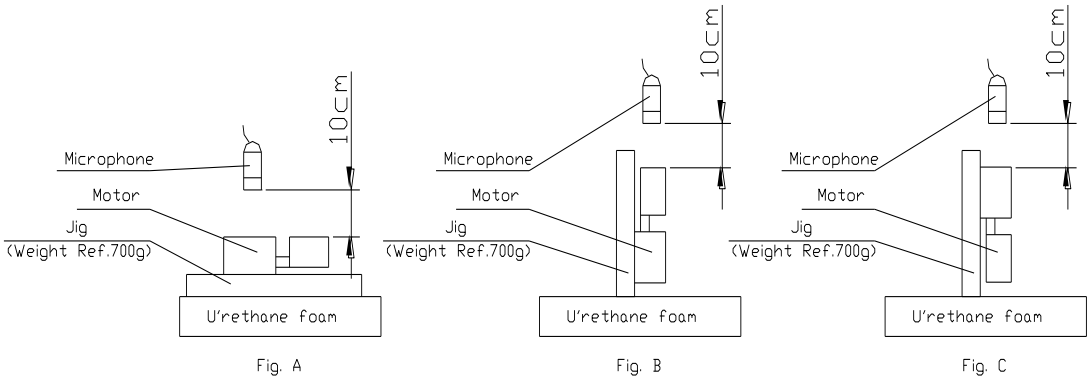 10cm
Microphone
Motor
Jig
(Weight Ref.700g)
U'rethane foam
Fig. A
10cm
Microphone
Motor
Jig
(Weight Ref.700g)
U'rethane foam
Fig. B
10cm
Microphone
Motor
Jig
(Weight Ref.700g)
U'rethane foam
Fig. C